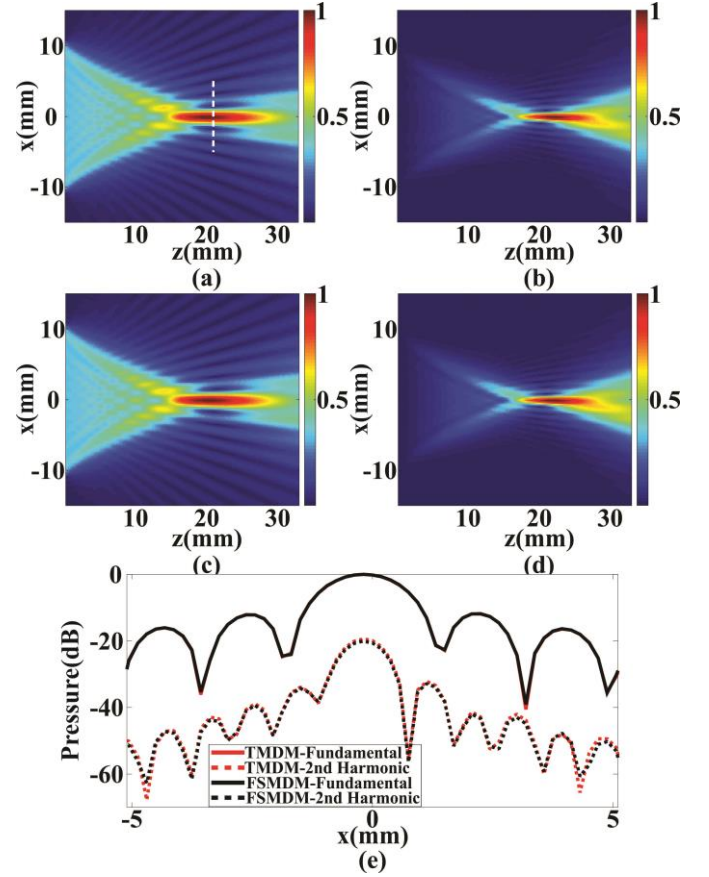 1
1
10
10
x(mm)
0
0.5
x(mm)
0
0.5
-10
-10
10 20 30
10 20 30
z(mm)
z(mm)
(a)
(b)
1
1
10
10
x(mm)
0
0.5
x(mm)
0
0.5
-10
-10
10 20 30
10 20 30
z(mm)
z(mm)
(c)
(d)
0
-20
Pressure(dB)
-40
-60
TMDM-Fundamental
TMDM-2nd Harmonic
FSMDM-Fundamental
FSMDM-2nd Harmonic
-5 0 5
x(mm)
(e)